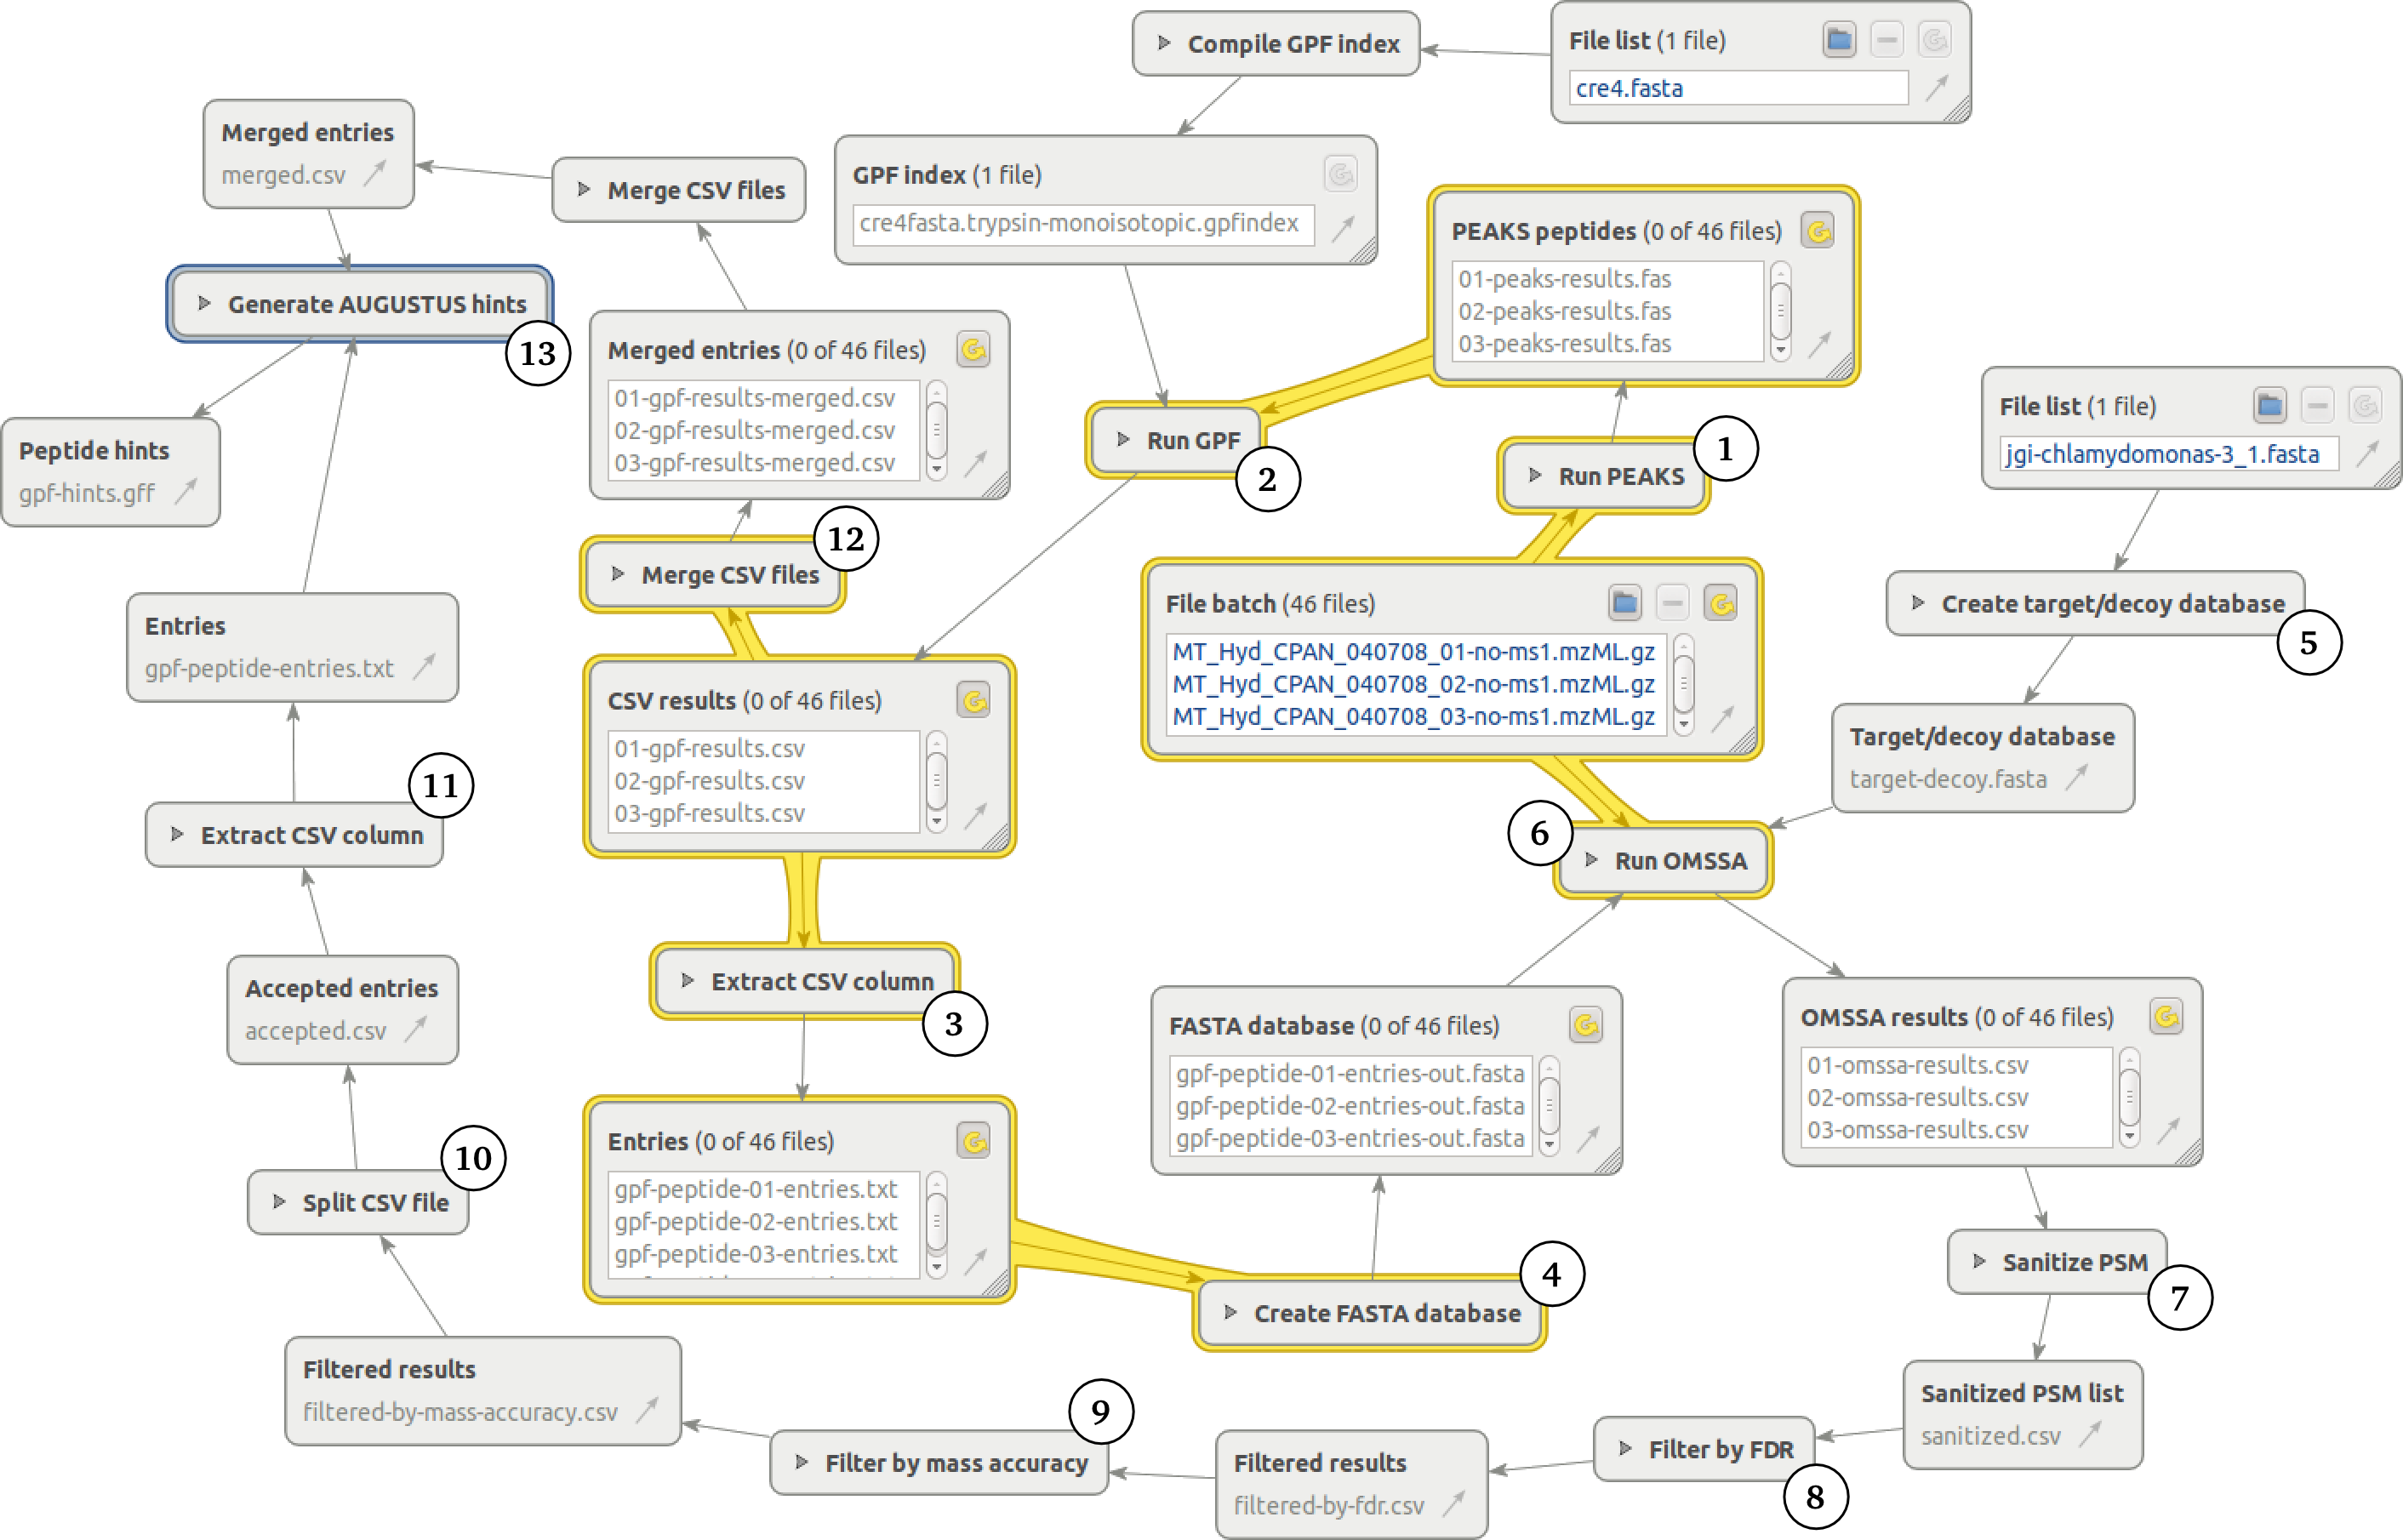 Compile GPF index
File list (1 file)
cre4.fasta
Merged entries
merged.csv
Merge CSV files
GPF index (1 file)
cre4fasta.trypsin-monoisotopic.gpfindex
PEAKS peptides (0 of 46 files)
01-peaks-results.fas
02-peaks-results.fas
03-peaks-results.fas
Generate AUGUSTUS hints
13
Merged entries (0 of 46 files)
01-gpf-results-merged.csv
02-gpf-results-merged.csv
03-gpf-results-merged.csv
Run GPF
2
Run PEAKS
1
File list (1 file)
jgi-chlamydomonas-3_1.fasta
Peptide hints
gpf-hints.gff
12
Merge CSV files
File batch (46 files)
MT_Hyd_CPAN_040708_01-no-ms1.mzML.gz
MT_Hyd_CPAN_040708_02-no-ms1.mzML.gz
MT_Hyd_CPAN_040708_03-no-ms1.mzML.gz
Create target/decoy database
5
Entries
gpf-peptide-entries.txt
CSV results (0 of 46 files)
01-gpf-results.csv
02-gpf-results.csv
03-gpf-results.csv
Target/decoy database
target-decoy.fasta
11
Extract CSV column
6
Run OMSSA
Extract CSV column
3
Accepted entries
accepted.csv
FASTA database (0 of 46 files)
gpf-peptide-01-entries-out.fasta
gpf-peptide-02-entries-out.fasta
gpf-peptide-03-entries-out.fasta
OMSSA results (0 of 46 files)
01-omssa-results.csv
02-omssa-results.csv
03-omssa-results.csv
10
Split CSV file
Entries (0 of 46 files)
gpf-peptide-01-entries.txt
gpf-peptide-02-entries.txt
gpf-peptide-03-entries.txt
4
Create FASTA database
Sanitize PSM
7
Filtered results
filtered-by-mass-accuracy.csv
9
Filter by mass accuracy
Filtered results
filtered-by-fdr.csv
Filter by FDR
8
Sanitized PSM list
sanitized.csv